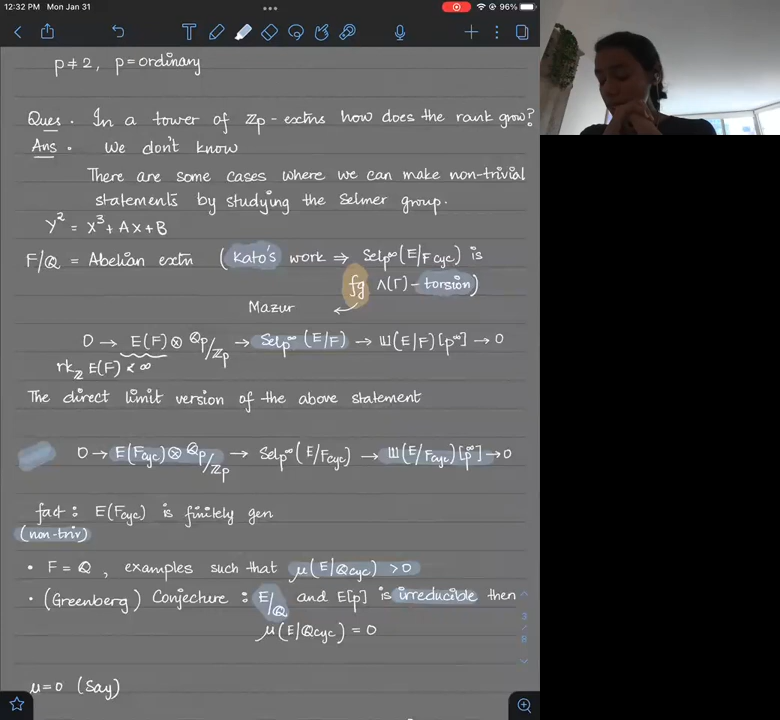 12:32 PM Mon Jan 31
96%
p≠2, p = ordinary
Ques. In a tower of ℤp-extns how does the rank grow?
Ans. We don't know
There are some cases where we can make non-trivial
statements by studying the Selmer group.
Y² = X³ + AX + B
F/ℚ = Abelian extn (Kato's work ⇒ Selp∞(E/Fcyc) is
fg Λ(Γ)-torsion)
Mazur
0 → E(F) ⊗ ℚp/ℤp → Selp∞(E/F) → Ш(E/F)[p∞] → 0
rkℤ E(F) < ∞
The direct limit version of the above statement
0 → E(Fcyc) ⊗ ℚp/ℤp → Selp∞(E/Fcyc) → Ш(E/Fcyc)[p∞] → 0
fact : E(Fcyc) is finitely gen
(non-triv)
• F = ℚ, examples such that μ(E/ℚcyc) > 0
• (Greenberg) Conjecture : E/ℚ and E[p] is irreducible then
μ(E/ℚcyc) = 0
μ=0 (Say)